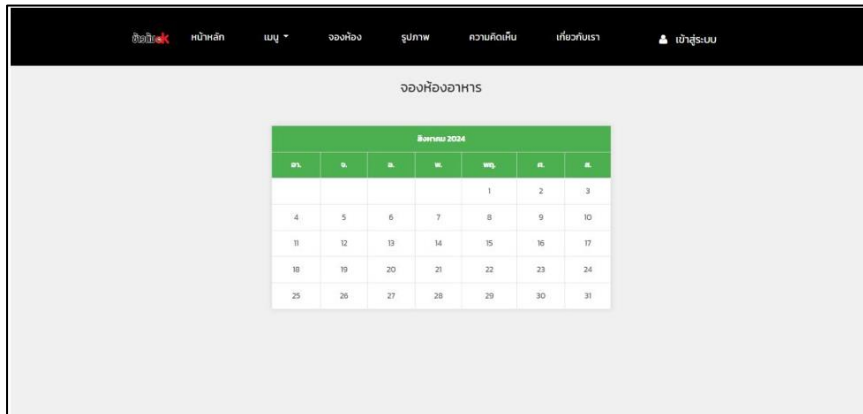 หน้าหลัก เมนู จองห้อง รูปภาพ ความคิดเห็น เกี่ยวกับเรา เข้าสู่ระบบ
จองห้องอาหาร
สิงหาคม 2024
อา. จ. อ. พ. พฤ. ศ. ส.
1 2 3
4 5 6 7 8 9 10
11 12 13 14 15 16 17
18 19 20 21 22 23 24
25 26 27 28 29 30 31